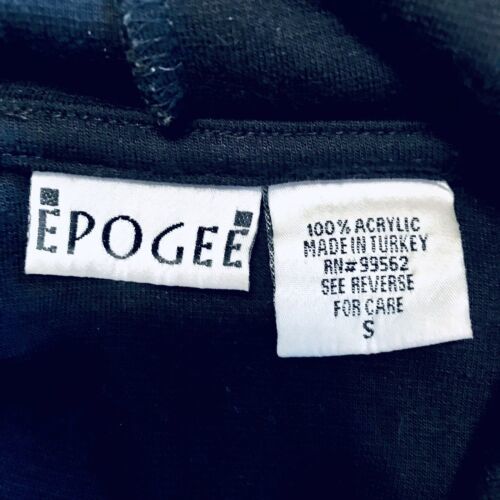 EPOGEE
100% ACRYLIC
MADE IN TURKEY
RN#99562
SEE REVERSE
FOR CARE
S